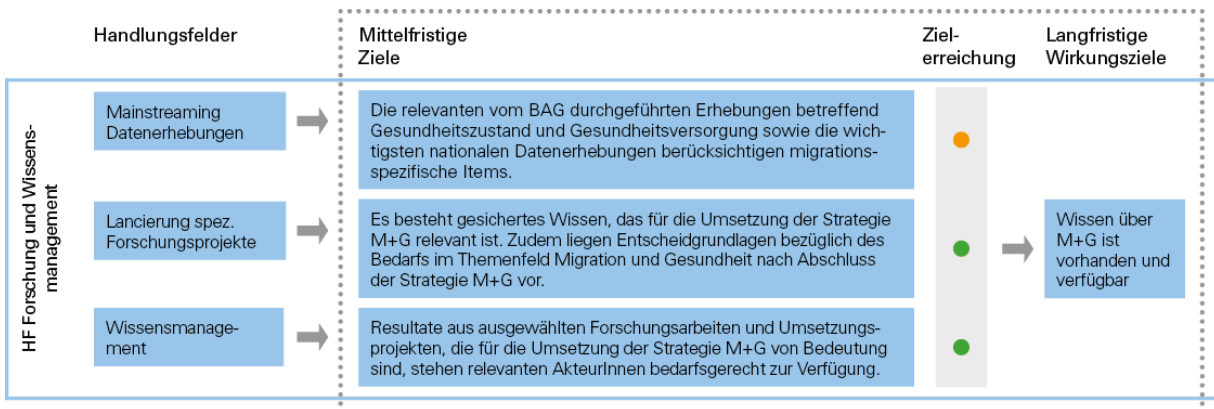 Handlungsfelder
Mittelfristige
Ziele
Ziel-
erreichung
Langfristige
Wirkungsziele
HF Forschung und Wissens-
management
Mainstreaming
Datenerhebungen
Die relevanten vom BAG durchgeführten Erhebungen betreffend
Gesundheitszustand und Gesundheitsversorgung sowie die wich-
tigsten nationalen Datenerhebungen berücksichtigen migrations-
spezifische Items.
Lancierung spez.
Forschungsprojekte
Es besteht gesichertes Wissen, das für die Umsetzung der Strategie
M+G relevant ist. Zudem liegen Entscheidgrundlagen bezüglich des
Bedarfs im Themenfeld Migration und Gesundheit nach Abschluss
der Strategie M+G vor.
Wissen über
M+G ist
vorhanden und
verfügbar
Wissensmanage-
ment
Resultate aus ausgewählten Forschungsarbeiten und Umsetzungs-
projekten, die für die Umsetzung der Strategie M+G von Bedeutung
sind, stehen relevanten AkteurInnen bedarfsgerecht zur Verfügung.